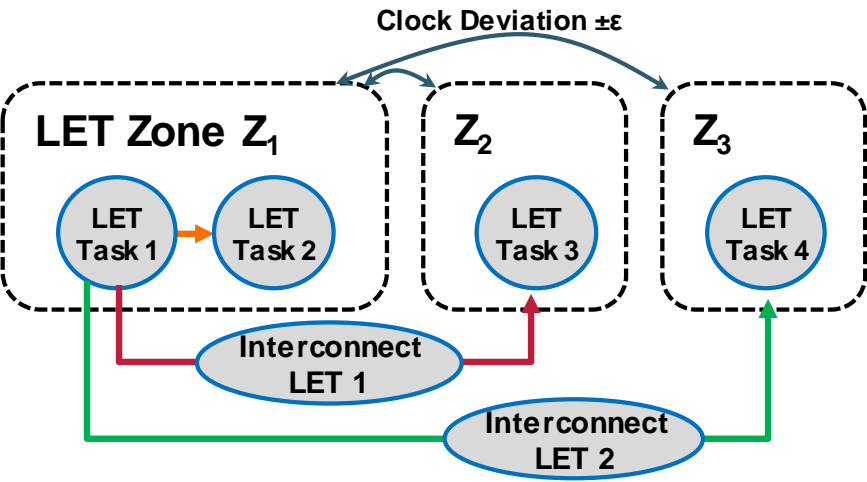 Clock Deviation ±ε
LET Zone Z1
Z2
Z3
LET
Task 1
LET
Task 2
LET
Task 3
LET
Task 4
Interconnect
LET 1
Interconnect
LET 2